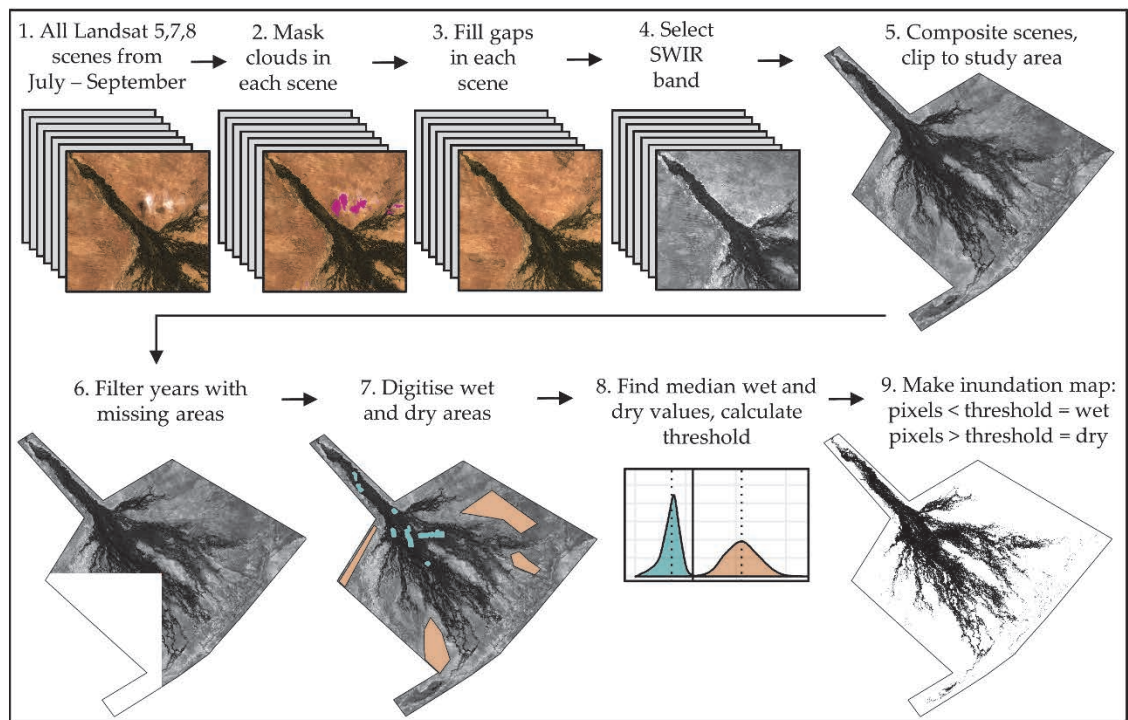 1. All Landsat 5,7,8
scenes from
July – September
2. Mask
clouds in
each scene
3. Fill gaps
in each
scene
4. Select
SWIR
band
5. Composite scenes,
clip to study area
6. Filter years with
missing areas
7. Digitise wet
and dry areas
8. Find median wet and
dry values, calculate
threshold
9. Make inundation map:
pixels < threshold = wet
pixels > threshold = dry